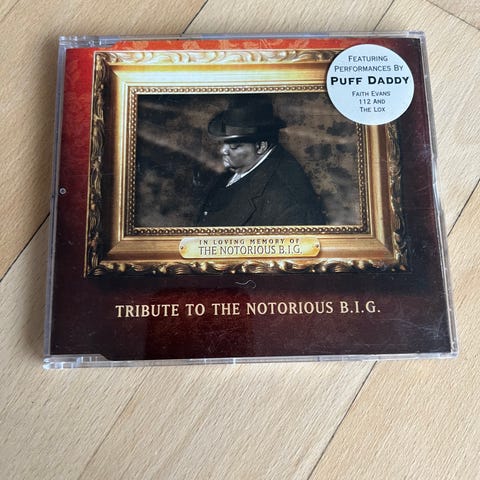 FEATURING
PERFORMANCES BY
PUFF DADDY
FAITH EVANS
112 AND
THE LOX
IN LOVING MEMORY OF
THE NOTORIOUS B.I.G.
TRIBUTE TO THE NOTORIOUS B.I.G.